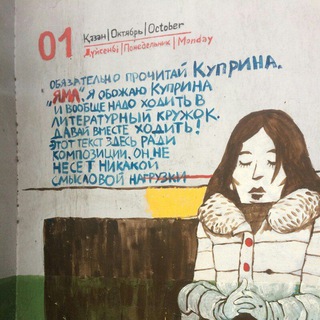 01
Қазан|Октябрь|October
Дүйсенбі|Понедельник|Monday
ОБЯЗАТЕЛЬНО ПРОЧИТАЙ КУПРИНА.
"ЯМА". Я ОБОЖАЮ КУПРИНА
И ВООБЩЕ НАДО ХОДИТЬ В
ЛИТЕРАТУРНЫЙ КРУЖОК.
ДАВАЙ ВМЕСТЕ ХОДИТЬ!
ЭТОТ ТЕКСТ ЗДЕСЬ РАДИ
КОМПОЗИЦИИ. ОН НЕ
НЕСЕТ НИКАКОЙ
СМЫСЛОВОЙ НАГРУЗКИ